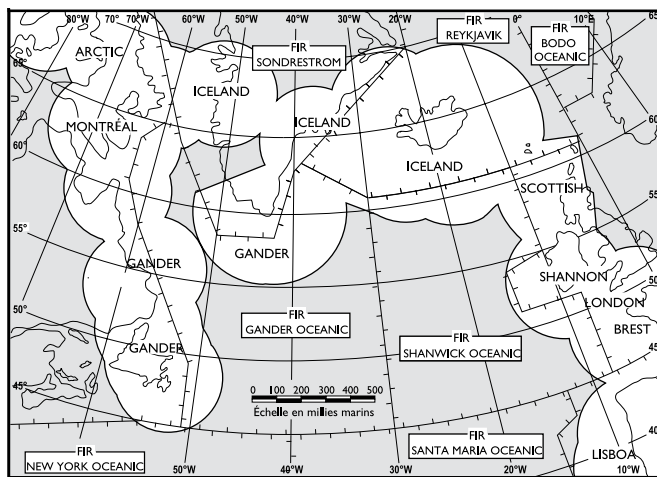 80°W 70°W 60°W 50°W 40°W 30°W 20°W 10°W 0° 10°E
65°
ARCTIC
FIR
SONDRESTROM
FIR
REYKJAVIK
FIR
BODO
OCEANIC
65°
ICELAND
MONTRÉAL
ICELAND
ICELAND
60°
60°
SCOTTISH
55°
GANDER
GANDER
55°
SHANNON
50°
LONDON
50°
FIR
GANDER OCEANIC
BREST
GANDER
FIR
SHANWICK OCEANIC
45°
45°
0 100 200 300 400 500
Échelle en millies marins
40°
FIR
NEW YORK OCEANIC
FIR
SANTA MARIA OCEANIC
LISBOA
50°W 40°W 30°W 20°W 10°W